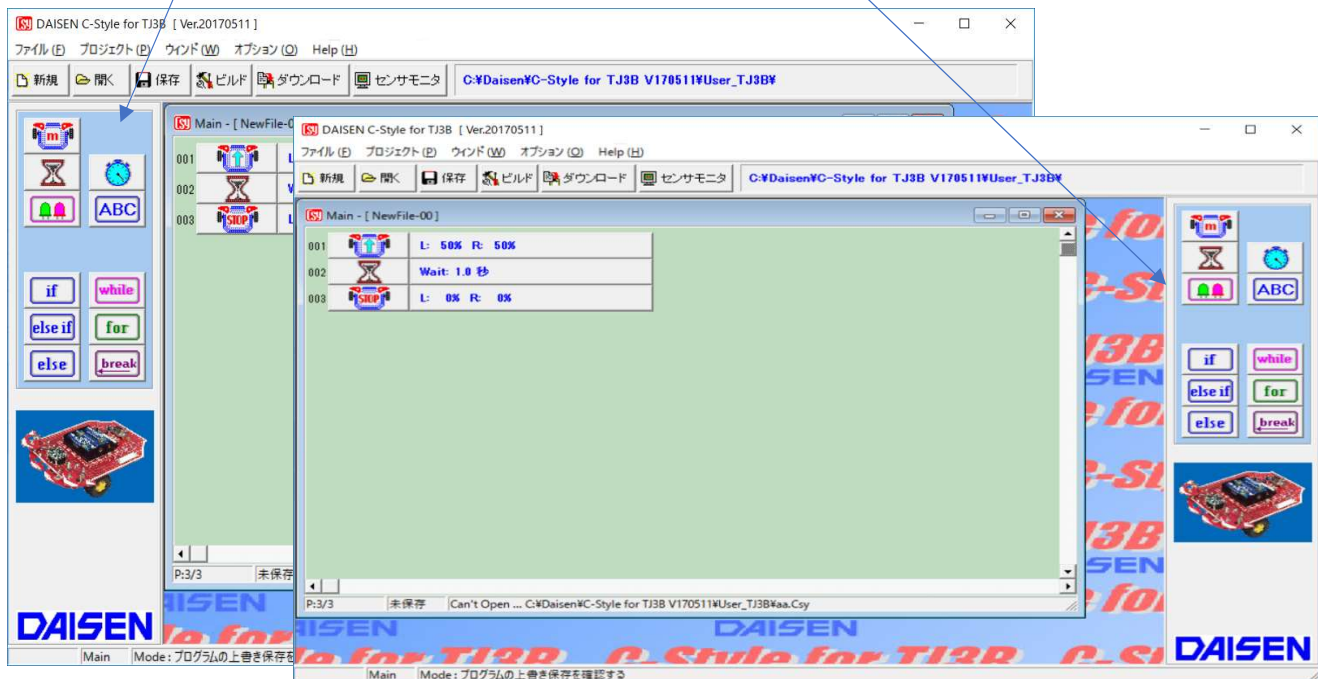 DAISEN C-Style for TJ3B [ Ver.20170511 ]
ファイル(F) プロジェクト(P) ウィンド(W) オプション(O) Help(H)
新規 開く 保存 ビルド ダウンロード センサモニタ C:¥Daisen¥C-Style for TJ3B V170511¥User_TJ3B¥
m
ABC
if while
else if for
else break
DAISEN
Main - [ NewFile-0
001
002
003 STOP
P:3/3 未保存
DAISEN
Main Mode : プログラムの上書き保存を
DAISEN C-Style for TJ3B [ Ver.20170511 ]
ファイル(F) プロジェクト(P) ウィンド(W) オプション(O) Help(H)
新規 開く 保存 ビルド ダウンロード センサモニタ C:¥Daisen¥C-Style for TJ3B V170511¥User_TJ3B¥
Main - [ NewFile-00 ]
001 L: 50% R: 50%
002 Wait: 1.0 秒
003 STOP L: 0% R: 0%
P:3/3 未保存 Can't Open ... C:¥Daisen¥C-Style for TJ3B V170511¥User_TJ3B¥aa.Csy
m
ABC
if while
else if for
else break
DAISEN
DAISEN
C-Style for TJ3B
Main Mode : プログラムの上書き保存を確認する